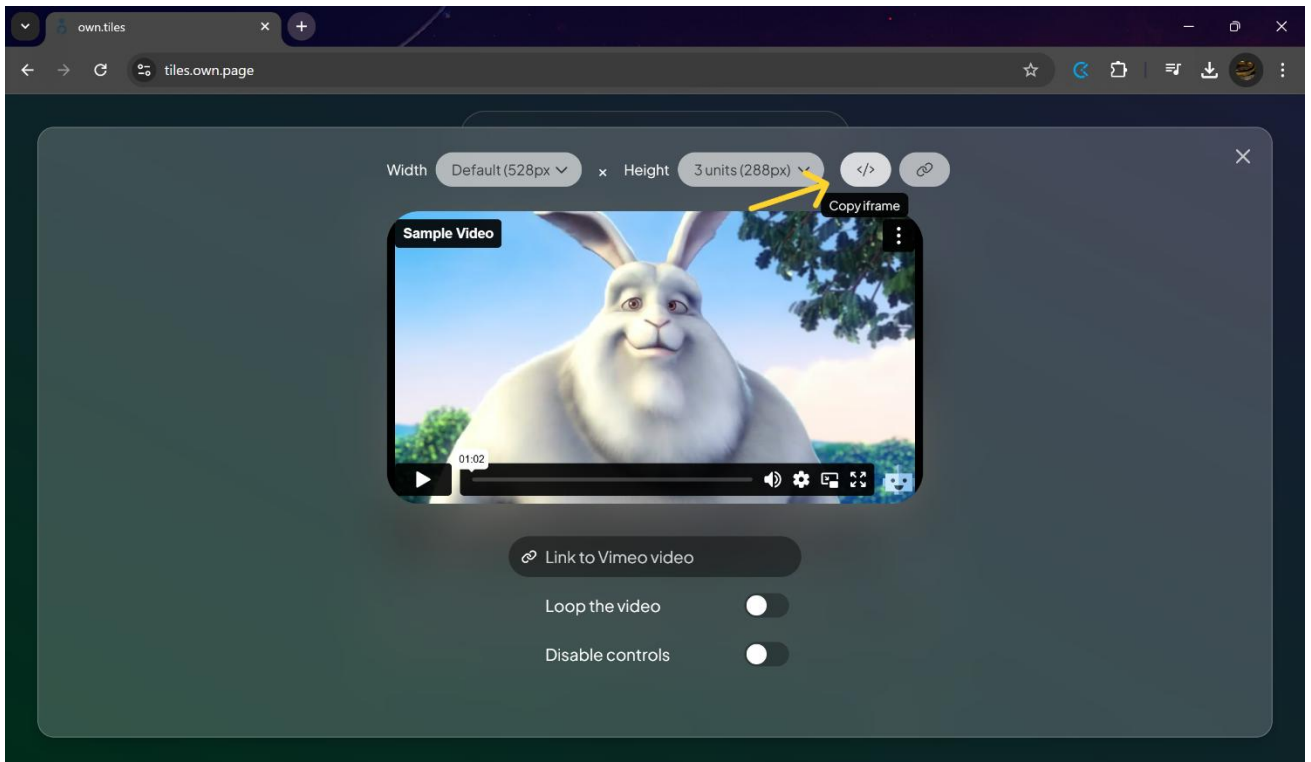 own.tiles
tiles.own.page
Width Default (528px × Height 3 units (288px) </>
Copy iframe
Sample Video
01:02
Link to Vimeo video
Loop the video
Disable controls